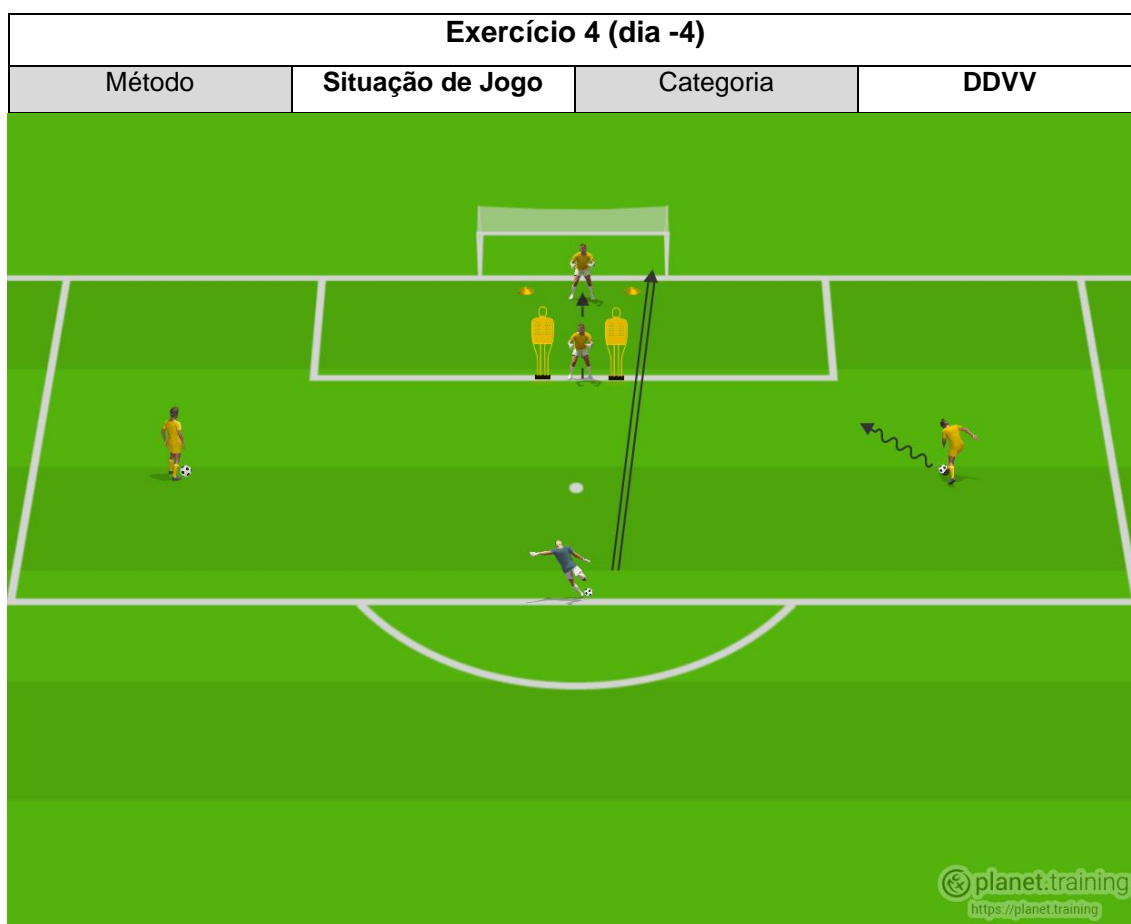 Exercício 4 (dia -4)
Método Situação de Jogo Categoria DDVV
planet.training
https://planet.training